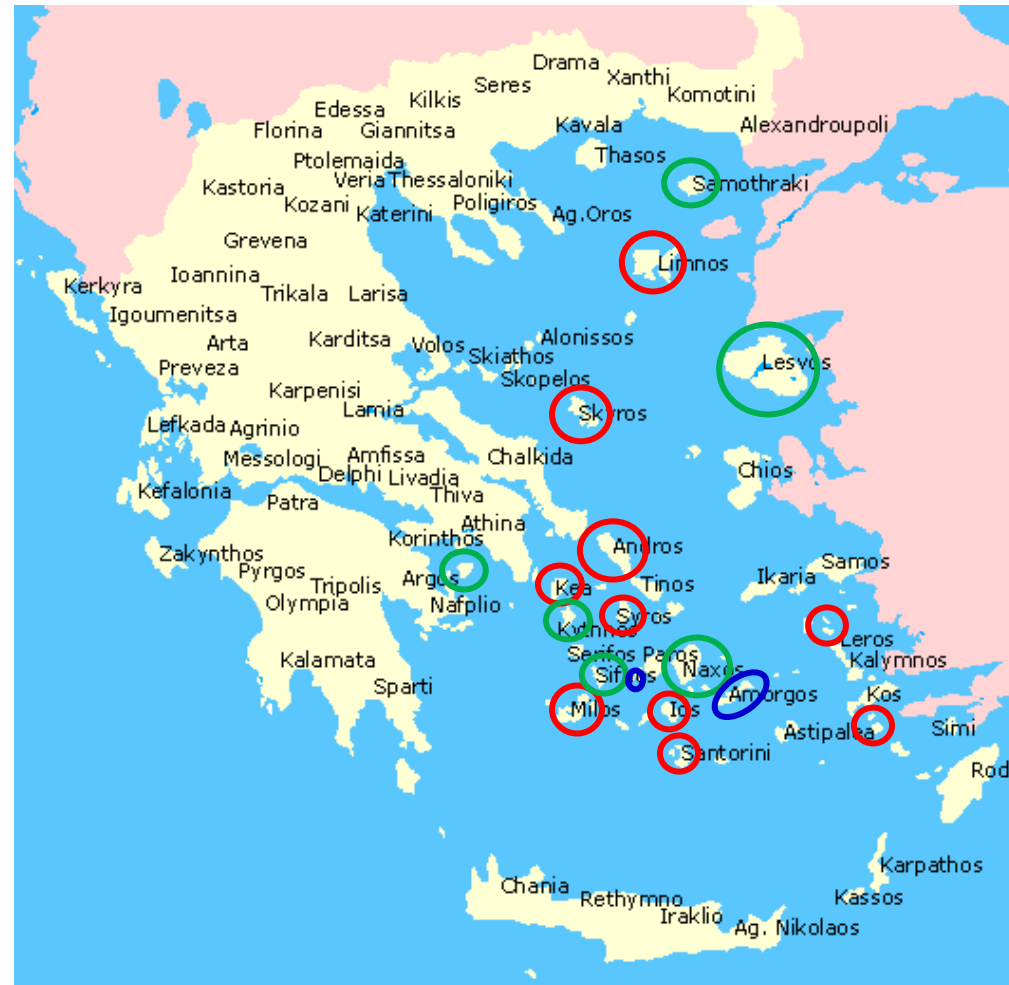 Drama
Xanthi
Seres
Komotini
Kilkis
Edessa
Kavala
Alexandroupoli
Florina
Giannitsa
Thasos
Ptolemaida
Veria
Thessaloniki
Samothraki
Kastoria
Kozani
Poligiros
Katerini
Ag.Oros
Grevena
Limnos
Ioannina
Kerkyra
Trikala
Larisa
Igoumenitsa
Karditsa
Alonissos
Arta
Volos
Skiathos
Lesvos
Preveza
Skopelos
Karpenisi
Lamia
Skyros
Lefkada
Agrinio
Amfissa
Chalkida
Messologi
Delphi
Livadia
Chios
Kefalonia
Thiva
Patra
Athina
Korinthos
Andros
Zakynthos
Samos
Pyrgos
Argos
Ikaria
Tripolis
Kea
Tinos
Olympia
Nafplio
Syros
Kythnos
Leros
Serifos
Paros
Kalamata
Kalymnos
Naxos
Sifnos
Sparti
Amorgos
Kos
Milos
Ios
Astipalea
Simi
Santorini
Rod
Karpathos
Chania
Rethymno
Kassos
Iraklio
Ag. Nikolaos